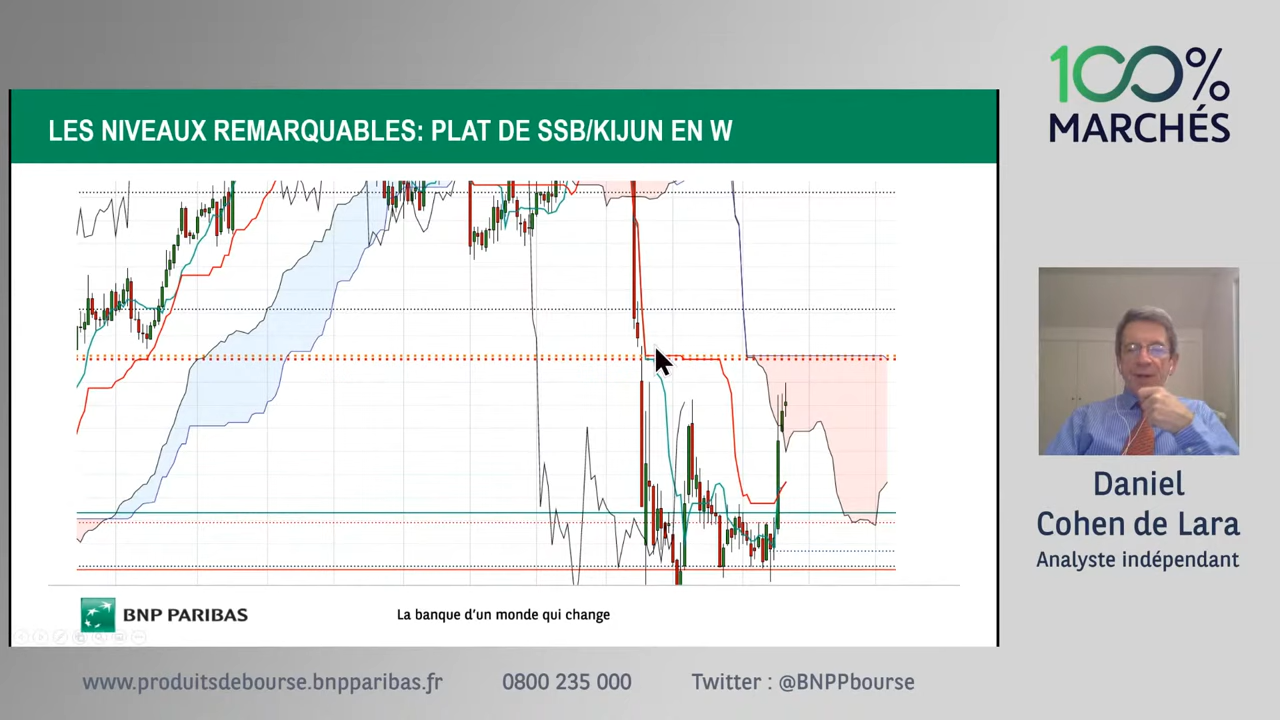 LES NIVEAUX REMARQUABLES: PLAT DE SSB/KIJUN EN W
BNP PARIBAS
La banque d'un monde qui change
100%
MARCHÉS
Daniel
Cohen de Lara
Analyste indépendant
www.produitsdebourse.bnpparibas.fr
0800 235 000
Twitter : @BNPPbourse